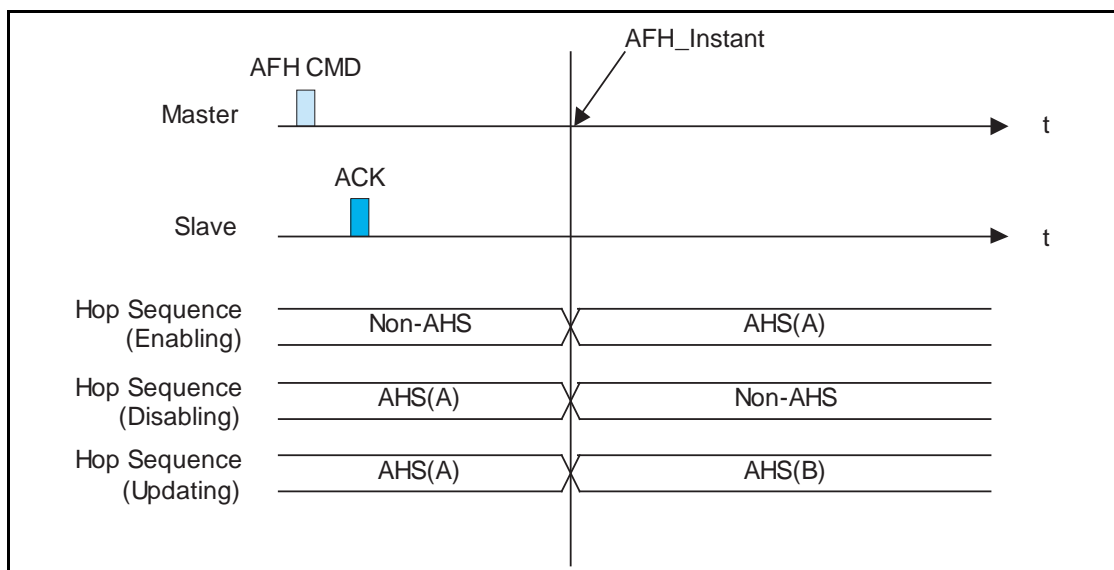 AFH_Instant
AFH CMD
Master
t
ACK
Slave
t
Hop Sequence
(Enabling)
Non-AHS
AHS(A)
Hop Sequence
(Disabling)
AHS(A)
Non-AHS
Hop Sequence
(Updating)
AHS(A)
AHS(B)